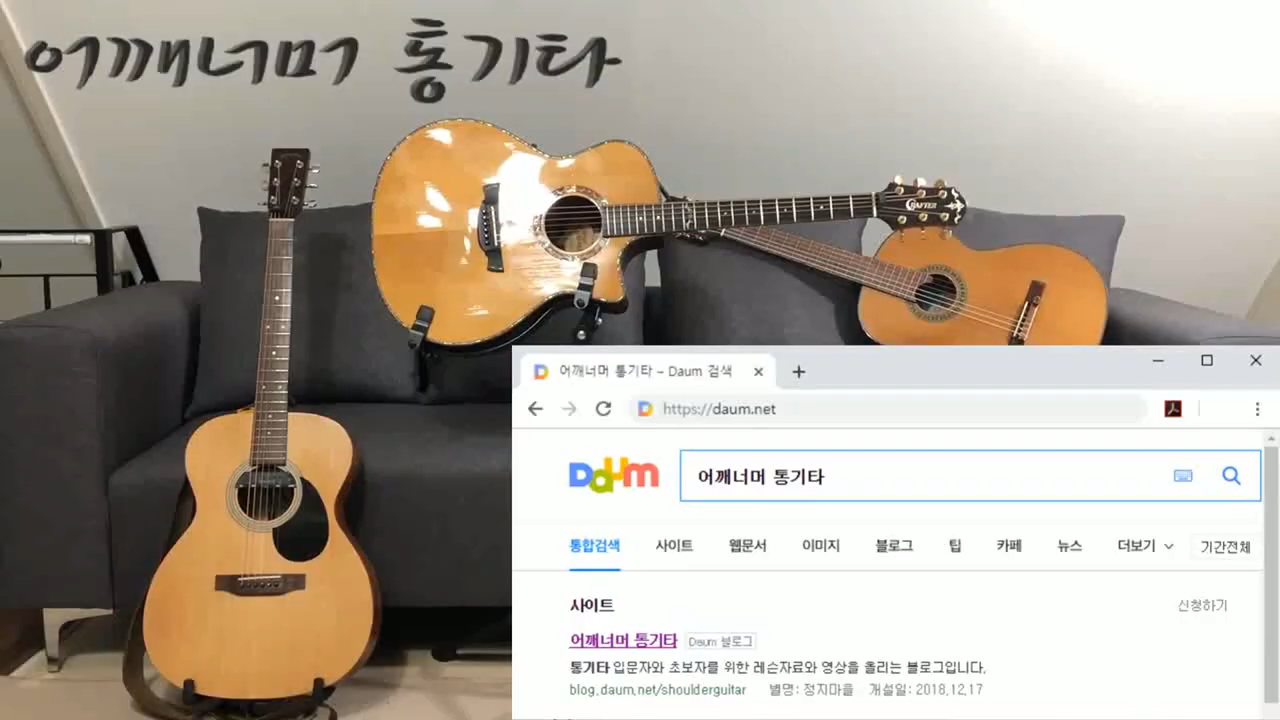 어깨너머 통기타
CRAFTER
어깨너머 통기타 - Daum 검색
https://daum.net
Daum
어깨너머 통기타
통합검색 사이트 웹문서 이미지 블로그 팁 카페 뉴스 더보기 기간전체
사이트 신청하기
어깨너머 통기타 Daum 블로그
통기타 입문자와 초보자를 위한 레슨자료와 영상을 올리는 블로그입니다.
blog.daum.net/shoulderguitar 별명: 정지마을 개설일: 2018.12.17